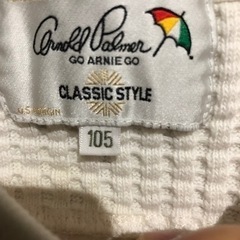 Arnold Palmer
GO ARNIE GO
CLASSIC STYLE
105